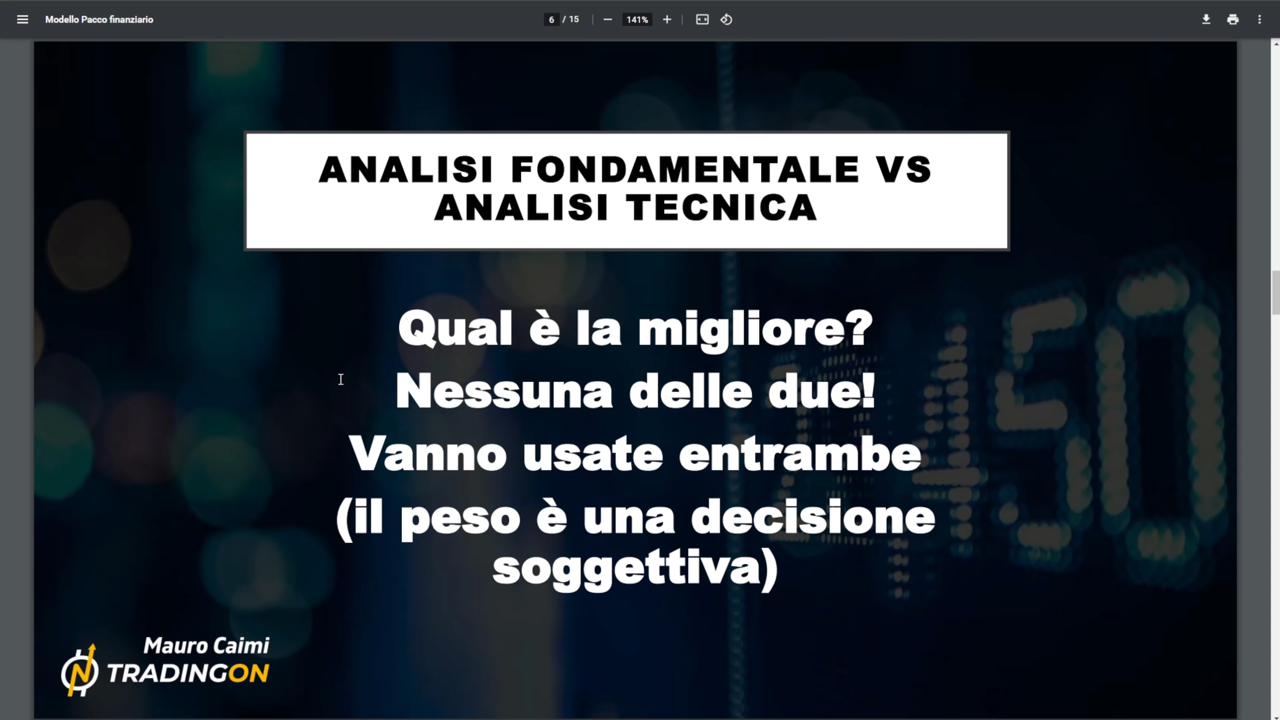 Modello Pacco finanziario
6 / 15
141%
ANALISI FONDAMENTALE VS
ANALISI TECNICA
Qual è la migliore?
Nessuna delle due!
Vanno usate entrambe
(il peso è una decisione
soggettiva)
450
Mauro Caimi
TRADINGON